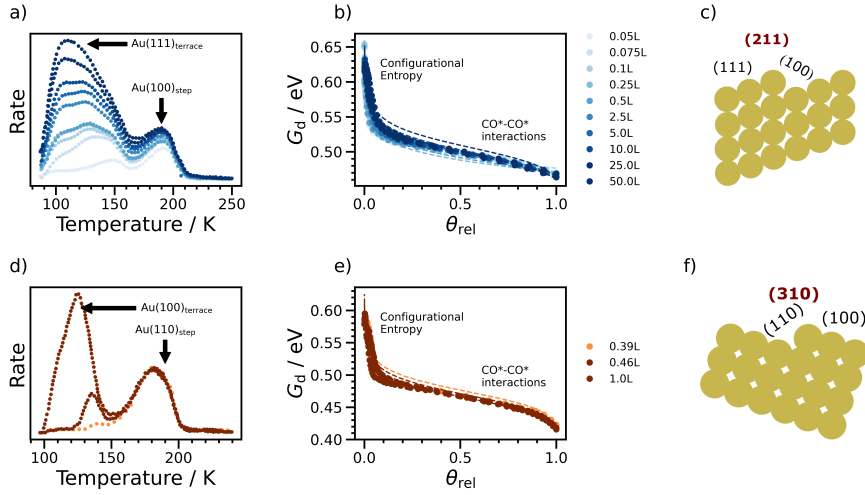 a)
Rate
Au(111)terrace
Au(100)step
100 150 200 250
Temperature / K
b)
0.65
0.60
0.55
0.50
Gd / eV
Configurational
Entropy
CO*-CO*
interactions
0.0 0.5 1.0
θrel
0.05L
0.075L
0.1L
0.25L
0.5L
2.5L
5.0L
10.0L
25.0L
50.0L
c)
(211)
(111)
(100)
d)
Rate
Au(100)terrace
Au(110)step
100 150 200
Temperature / K
e)
0.60
0.55
0.50
0.45
0.40
Gd / eV
Configurational
Entropy
CO*-CO*
interactions
0.0 0.5 1.0
θrel
0.39L
0.46L
1.0L
f)
(310)
(110)
(100)